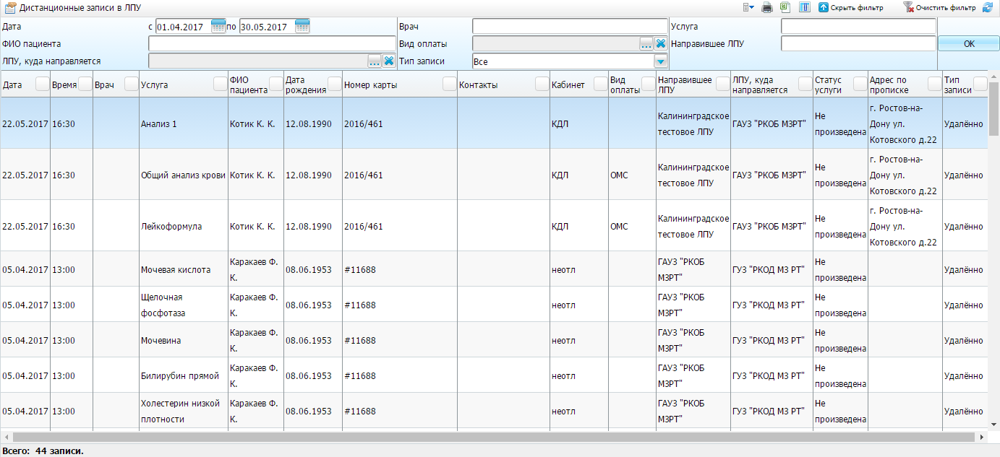 Дистанционные записи в ЛПУ
Скрыть фильтр Очистить фильтр
Дата с 01.04.2017 по 30.05.2017 Врач Услуга
ФИО пациента Вид оплаты ... Направившее ЛПУ OK
ЛПУ, куда направляется ... Тип записи Все
Дата Время Врач Услуга ФИО пациента Дата рождения Номер карты Контакты Кабинет Вид оплаты Направившее ЛПУ ЛПУ, куда направляется Статус услуги Адрес по прописке Тип записи
22.05.2017 16:30 Анализ 1 Котик К. К. 12.08.1990 2016/461 КДЛ Калининградское тестовое ЛПУ ГАУЗ "РКОБ МЗРТ" Не произведена г. Ростов-на-Дону ул. Котовского д.22 Удалённо
22.05.2017 16:30 Общий анализ крови Котик К. К. 12.08.1990 2016/461 КДЛ ОМС Калининградское тестовое ЛПУ ГАУЗ "РКОБ МЗРТ" Не произведена г. Ростов-на-Дону ул. Котовского д.22 Удалённо
22.05.2017 16:30 Лейкоформула Котик К. К. 12.08.1990 2016/461 КДЛ ОМС Калининградское тестовое ЛПУ ГАУЗ "РКОБ МЗРТ" Не произведена г. Ростов-на-Дону ул. Котовского д.22 Удалённо
05.04.2017 13:00 Мочевая кислота Каракаев Ф. К. 08.06.1953 #11688 неотл ГАУЗ "РКОБ МЗРТ" ГУЗ "РКОД МЗ РТ" Не произведена Удалённо
05.04.2017 13:00 Щелочная фосфотаза Каракаев Ф. К. 08.06.1953 #11688 неотл ГАУЗ "РКОБ МЗРТ" ГУЗ "РКОД МЗ РТ" Не произведена Удалённо
05.04.2017 13:00 Мочевина Каракаев Ф. К. 08.06.1953 #11688 неотл ГАУЗ "РКОБ МЗРТ" ГУЗ "РКОД МЗ РТ" Не произведена Удалённо
05.04.2017 13:00 Билирубин прямой Каракаев Ф. К. 08.06.1953 #11688 неотл ГАУЗ "РКОБ МЗРТ" ГУЗ "РКОД МЗ РТ" Не произведена Удалённо
05.04.2017 13:00 Холестерин низкой плотности Каракаев Ф. К. 08.06.1953 #11688 неотл ГАУЗ "РКОБ МЗРТ" ГУЗ "РКОД МЗ РТ" Не произведена Удалённо
Всего: 44 записи.